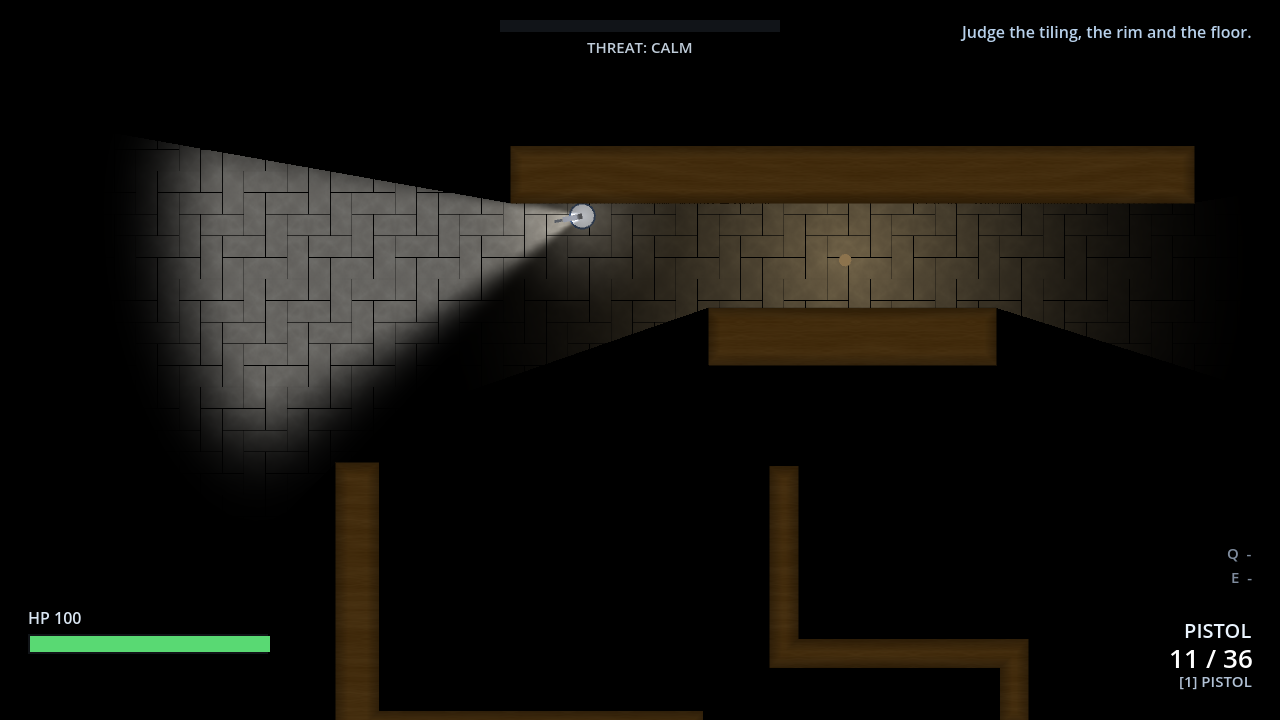 THREAT: CALM
Judge the tiling, the rim and the floor.
Q -
E -
HP 100
PISTOL
11 / 36
[1] PISTOL